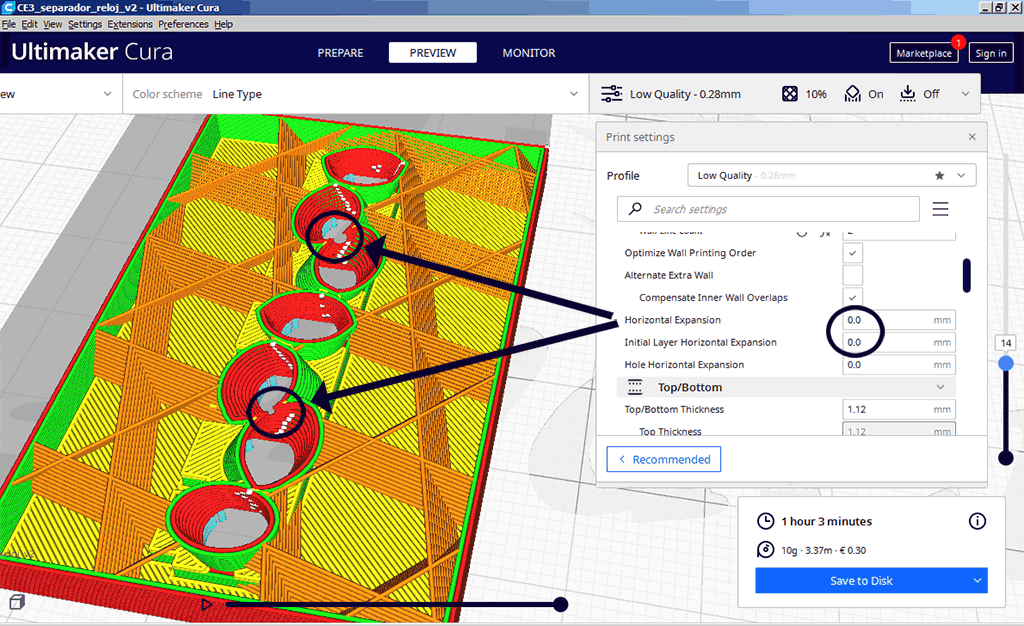 CE3_separador_reloj_v2 - Ultimaker Cura
File Edit View Settings Extensions Preferences Help
Ultimaker Cura
PREPARE PREVIEW MONITOR
Marketplace 1 Sign in
ew
Color scheme Line Type
Low Quality - 0.28mm 10% On Off
Print settings
Profile Low Quality - 0.28mm
Search settings
Wall Line Count 2
Optimize Wall Printing Order
Alternate Extra Wall
Compensate Inner Wall Overlaps
Horizontal Expansion 0.0 mm
Initial Layer Horizontal Expansion 0.0 mm
Hole Horizontal Expansion 0.0 mm
Top/Bottom
Top/Bottom Thickness 1.12 mm
Top Thickness 1.12 mm
Recommended
14
1 hour 3 minutes
10g · 3.37m · € 0.30
Save to Disk